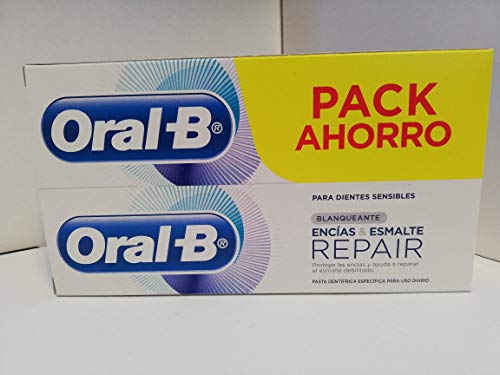 Oral-B®
PACK
AHORRO
Oral-B®
PARA DIENTES SENSIBLES
BLANQUEANTE
ENCÍAS & ESMALTE
REPAIR
Protege las encías y ayuda a reparar
el esmalte debilitado.
PASTA DENTÍFRICA ESPECÍFICA PARA USO DIARIO